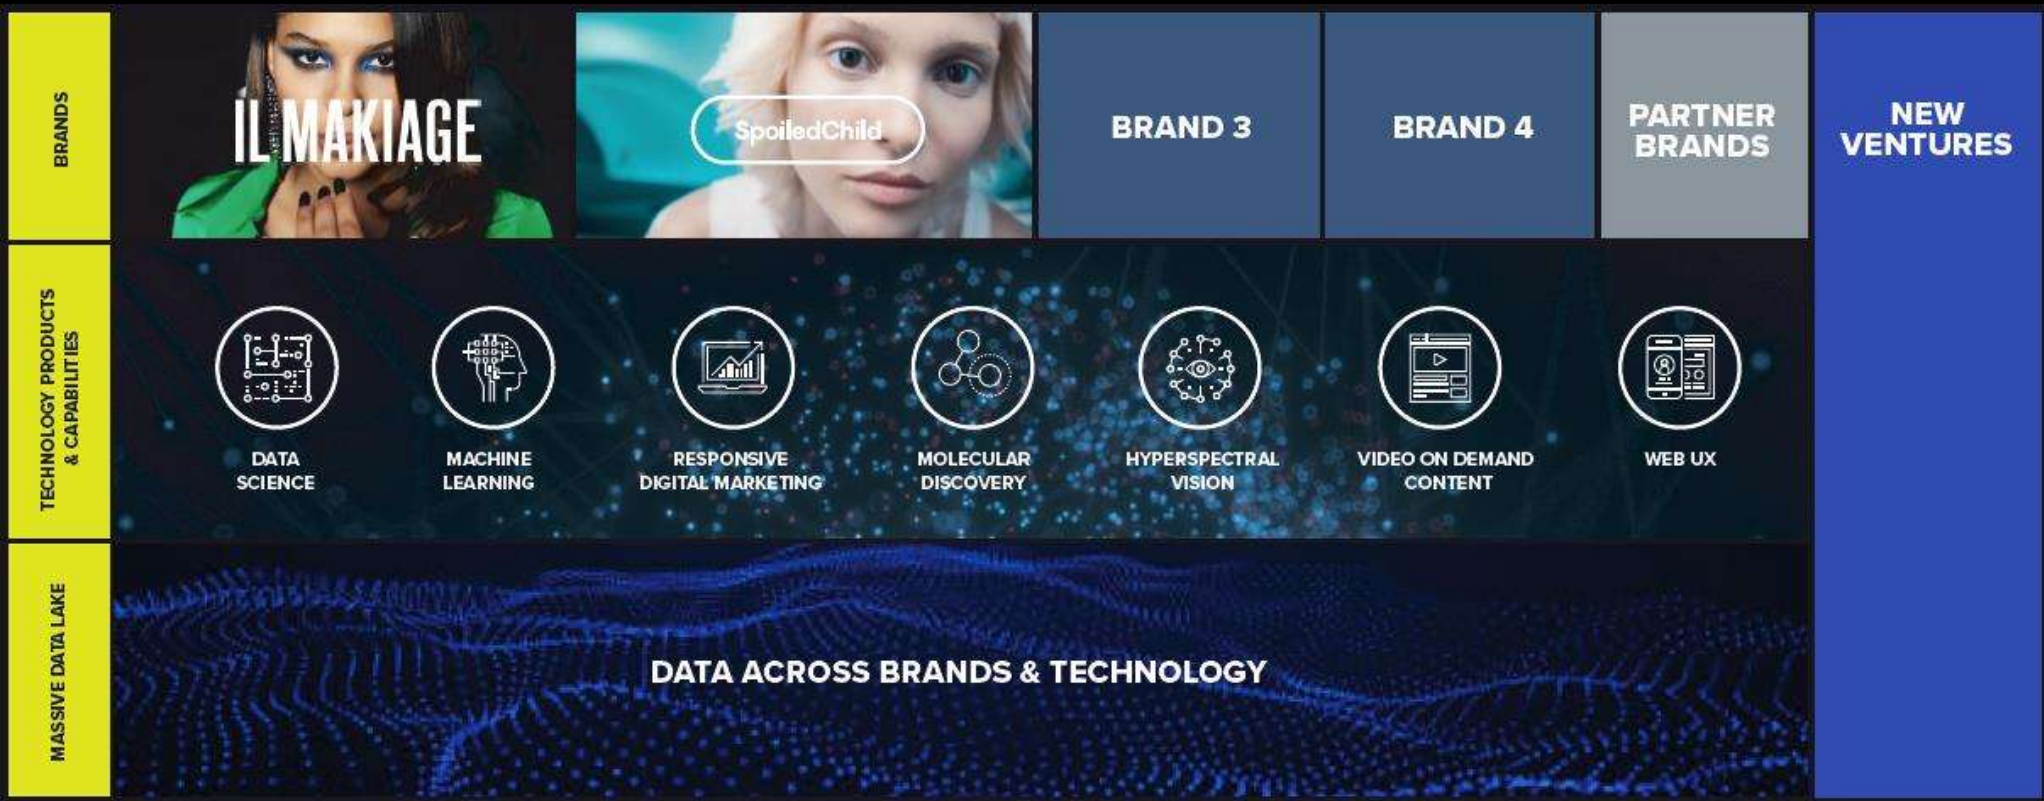 BRANDS
IL MAKIAGE
SpoiledChild
BRAND 3
BRAND 4
PARTNER
BRANDS
NEW
VENTURES
TECHNOLOGY PRODUCTS
& CAPABILITIES
DATA
SCIENCE
MACHINE
LEARNING
RESPONSIVE
DIGITAL MARKETING
MOLECULAR
DISCOVERY
HYPERSPECTRAL
VISION
VIDEO ON DEMAND
CONTENT
WEB UX
MASSIVE DATA LAKE
DATA ACROSS BRANDS & TECHNOLOGY